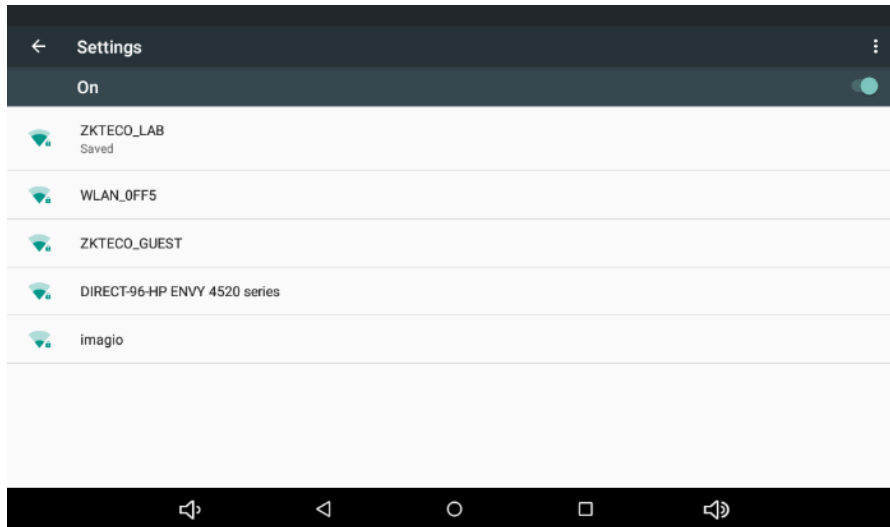 Settings
On
ZKTECO_LAB
Saved
WLAN_0FF5
ZKTECO_GUEST
DIRECT-96-HP ENVY 4520 series
imagio